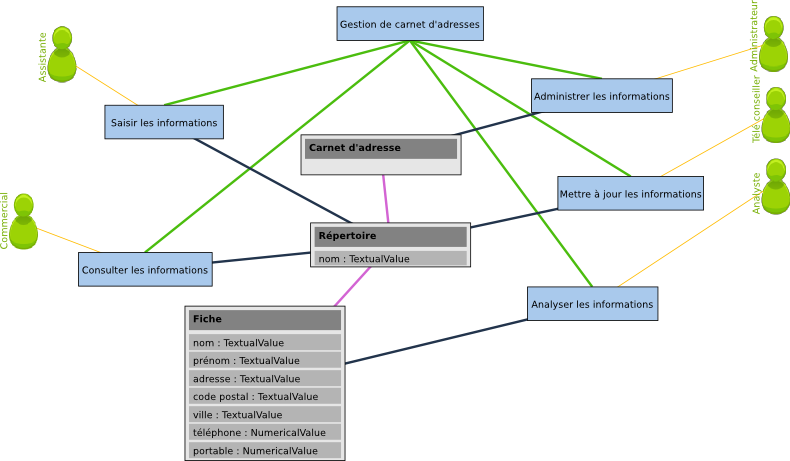 Gestion de carnet d'adresses
Assistante
Administrateur
Administrer les informations
Télé conseiller
Saisir les informations
Carnet d'adresse
Mettre à jour les informations
Analyste
Commercial
Répertoire
nom : TextualValue
Consulter les informations
Analyser les informations
Fiche
nom : TextualValue
prénom : TextualValue
adresse : TextualValue
code postal : TextualValue
ville : TextualValue
téléphone : NumericalValue
portable : NumericalValue